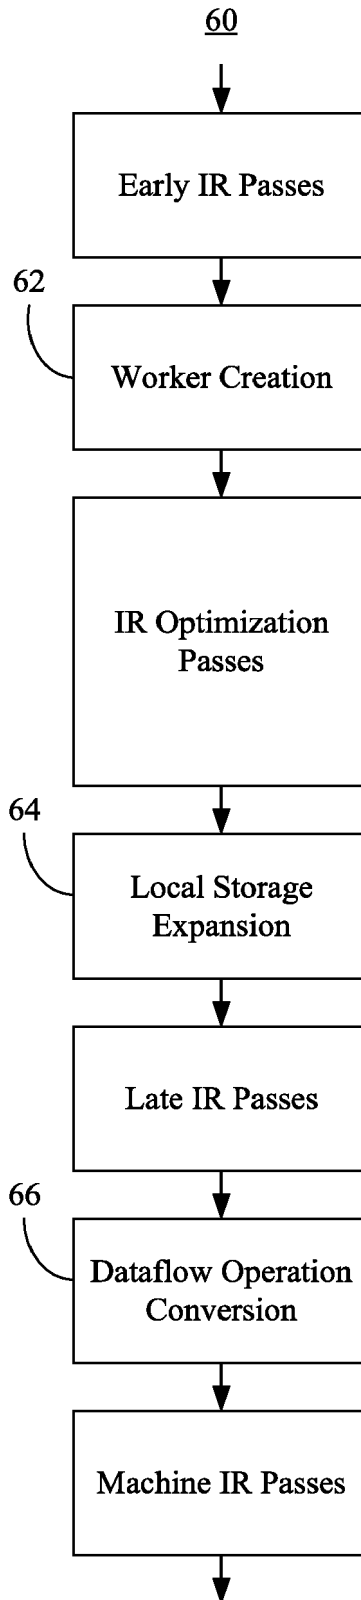 60
Early IR Passes
62
Worker Creation
IR Optimization
Passes
64
Local Storage
Expansion
Late IR Passes
66
Dataflow Operation
Conversion
Machine IR Passes